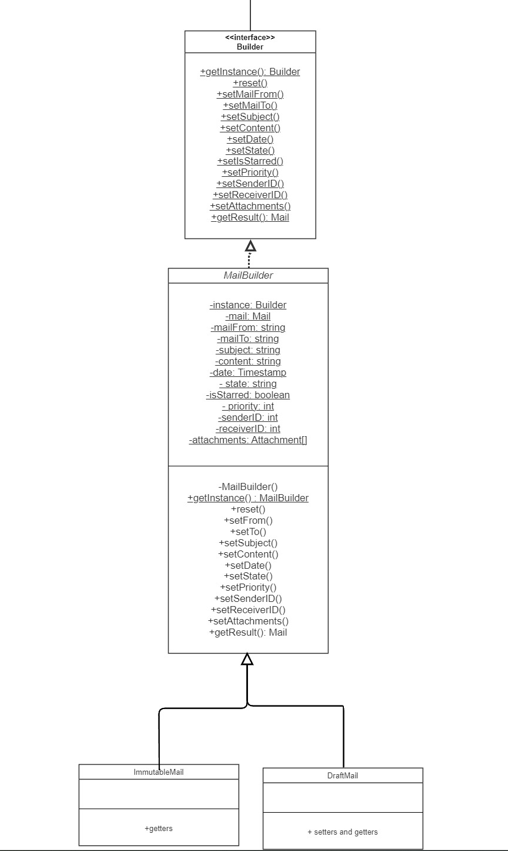 <<interface>>
Builder
+getInstance(): Builder
+reset()
+setMailFrom()
+setMailTo()
+setSubject()
+setContent()
+setDate()
+setState()
+setIsStarred()
+setPriority()
+setSenderID()
+setReceiverID()
+setAttachments()
+getResult(): Mail
MailBuilder
-instance: Builder
-mail: Mail
-mailFrom: string
-mailTo: string
-subject: string
-content: string
-date: Timestamp
- state: string
-isStarred: boolean
- priority: int
-senderID: int
-receiverID: int
-attachments: Attachment[]
-MailBuilder()
+getInstance() : MailBuilder
+reset()
+setFrom()
+setTo()
+setSubject()
+setContent()
+setDate()
+setState()
+setPriority()
+setSenderID()
+setReceiverID()
+setAttachments()
+getResult(): Mail
ImmutableMail
+getters
DraftMail
+ setters and getters